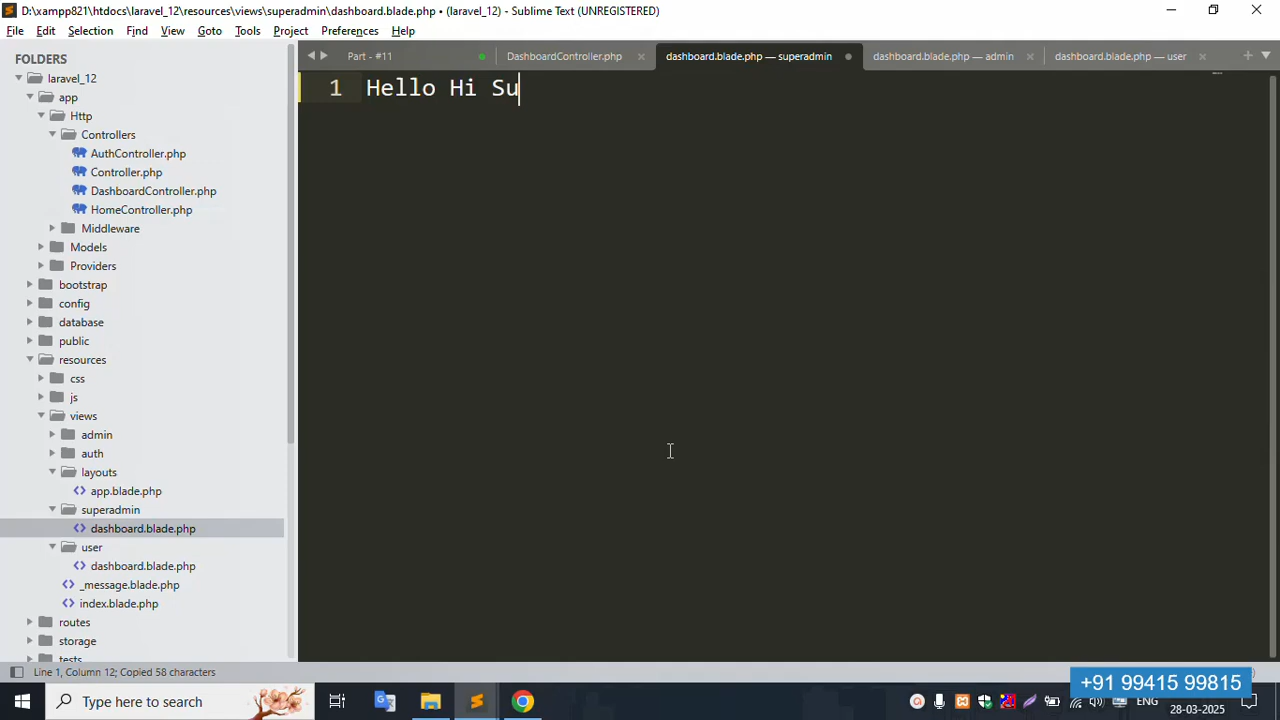 D:\xampp821\htdocs\laravel_12\resources\views\superadmin\dashboard.blade.php • (laravel_12) - Sublime Text (UNREGISTERED)
File Edit Selection Find View Goto Tools Project Preferences Help
FOLDERS
laravel_12
app
Http
Controllers
AuthController.php
Controller.php
DashboardController.php
HomeController.php
Middleware
Models
Providers
bootstrap
config
database
public
resources
css
js
views
admin
auth
layouts
app.blade.php
superadmin
dashboard.blade.php
user
dashboard.blade.php
_message.blade.php
index.blade.php
routes
storage
tests
Part - #11
DashboardController.php
dashboard.blade.php — superadmin
dashboard.blade.php — admin
dashboard.blade.php — user
1 Hello Hi Su
Line 1, Column 12; Copied 58 characters
+91 99415 99815
Type here to search
ENG
28-03-2025